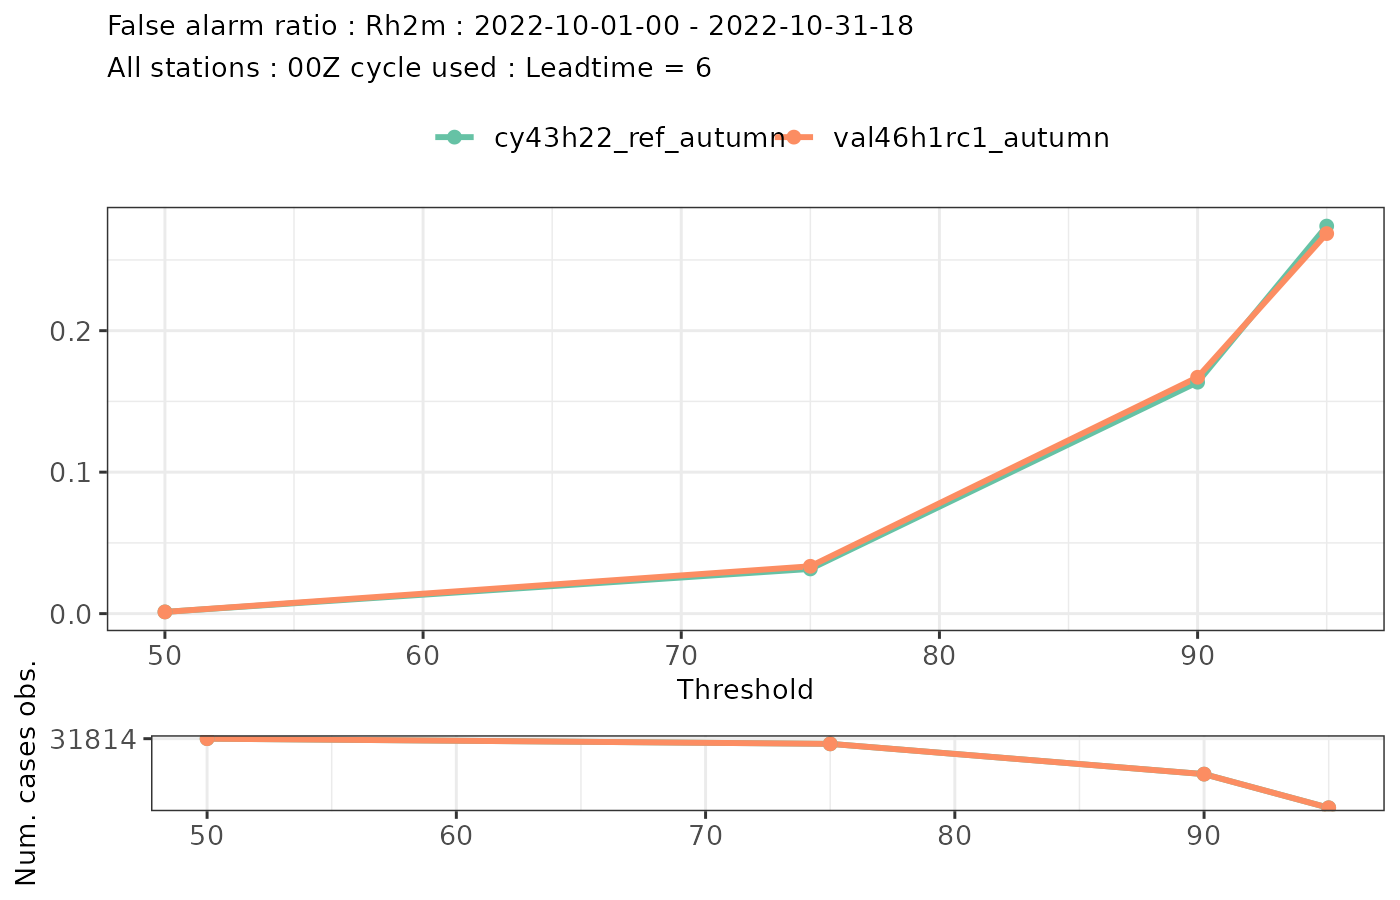 False alarm ratio : Rh2m : 2022-10-01-00 - 2022-10-31-18
All stations : 00Z cycle used : Leadtime = 6
cy43h22_ref_autumn val46h1rc1_autumn
0.2
0.1
0.0
50 60 70 80 90
Threshold
Num. cases obs.
31814
50 60 70 80 90